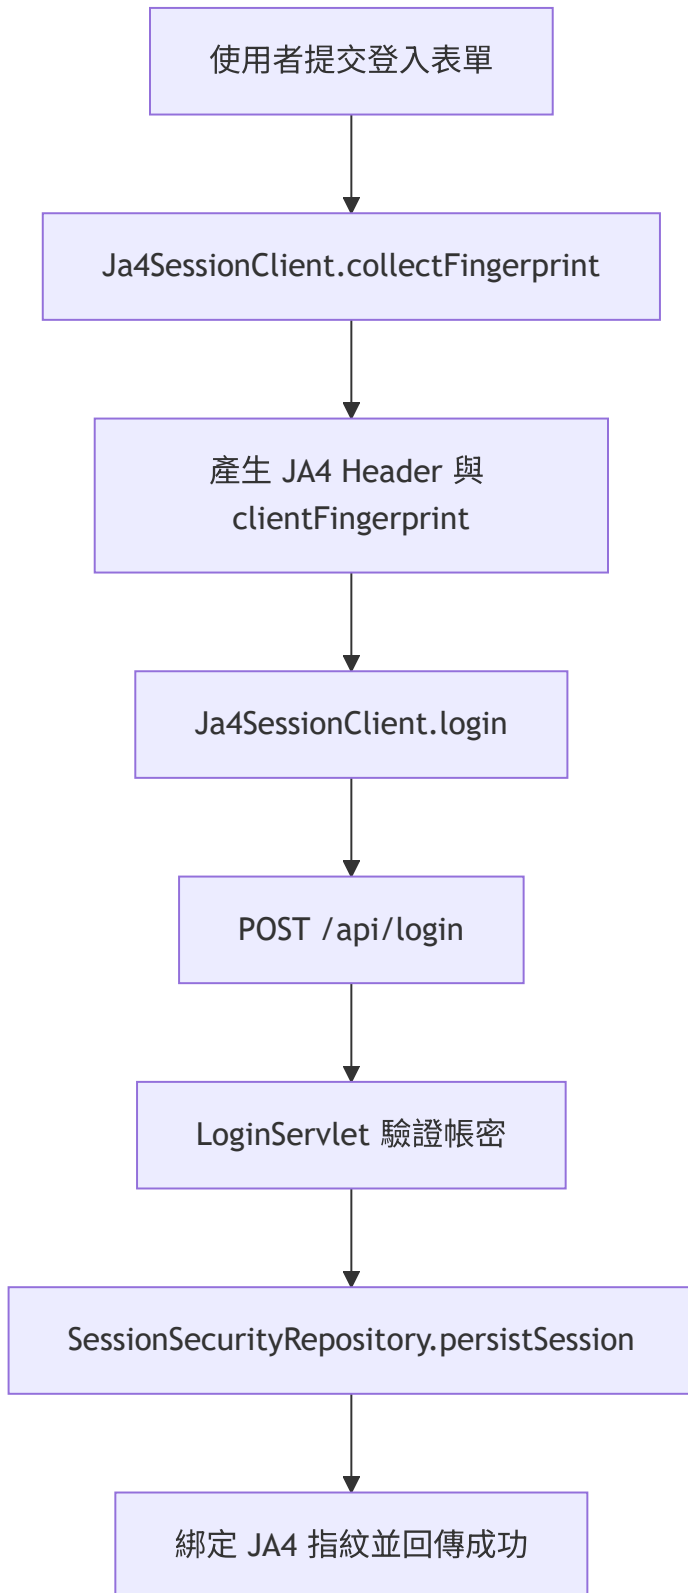 使用者提交登入表單
Ja4SessionClient.collectFingerprint
產生 JA4 Header 與
clientFingerprint
Ja4SessionClient.login
POST /api/login
LoginServlet 驗證帳密
SessionSecurityRepository.persistSession
綁定 JA4 指紋並回傳成功